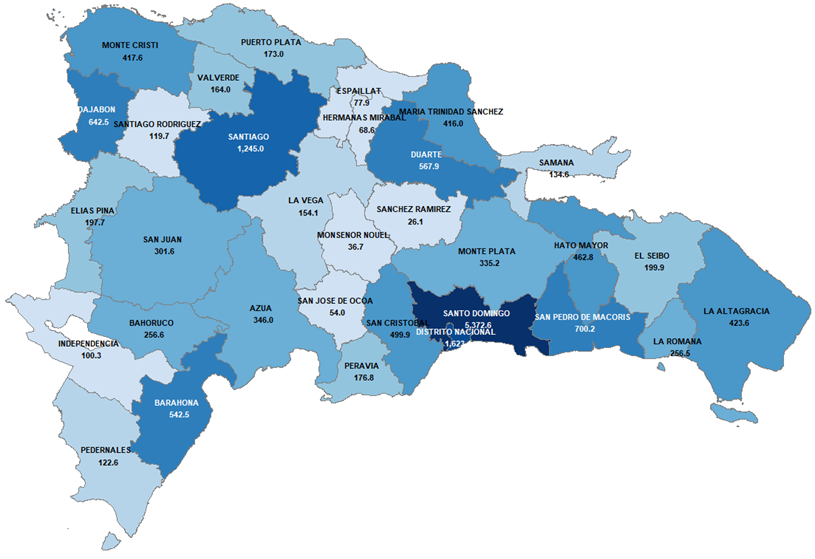 MONTE CRISTI
417.6
PUERTO PLATA
173.0
VALVERDE
164.0
DAJABON
642.5
SANTIAGO RODRIGUEZ
119.7
SANTIAGO
1,245.0
ESPAILLAT
77.9
HERMANAS MIRABAL
68.6
MARIA TRINIDAD SANCHEZ
416.0
DUARTE
567.9
SAMANA
134.6
ELIAS PINA
197.7
SAN JUAN
301.6
LA VEGA
154.1
MONSENOR NOUEL
36.7
SANCHEZ RAMIREZ
26.1
MONTE PLATA
335.2
HATO MAYOR
462.8
EL SEIBO
199.9
LA ALTAGRACIA
423.6
BAHORUCO
256.6
AZUA
346.0
SAN JOSE DE OCOA
54.0
SAN CRISTOBAL
499.9
SANTO DOMINGO
5,372.6
DISTRITO NACIONAL
1,623
SAN PEDRO DE MACORIS
700.2
LA ROMANA
256.5
INDEPENDENCIA
100.3
PERAVIA
176.8
BARAHONA
542.5
PEDERNALES
122.6